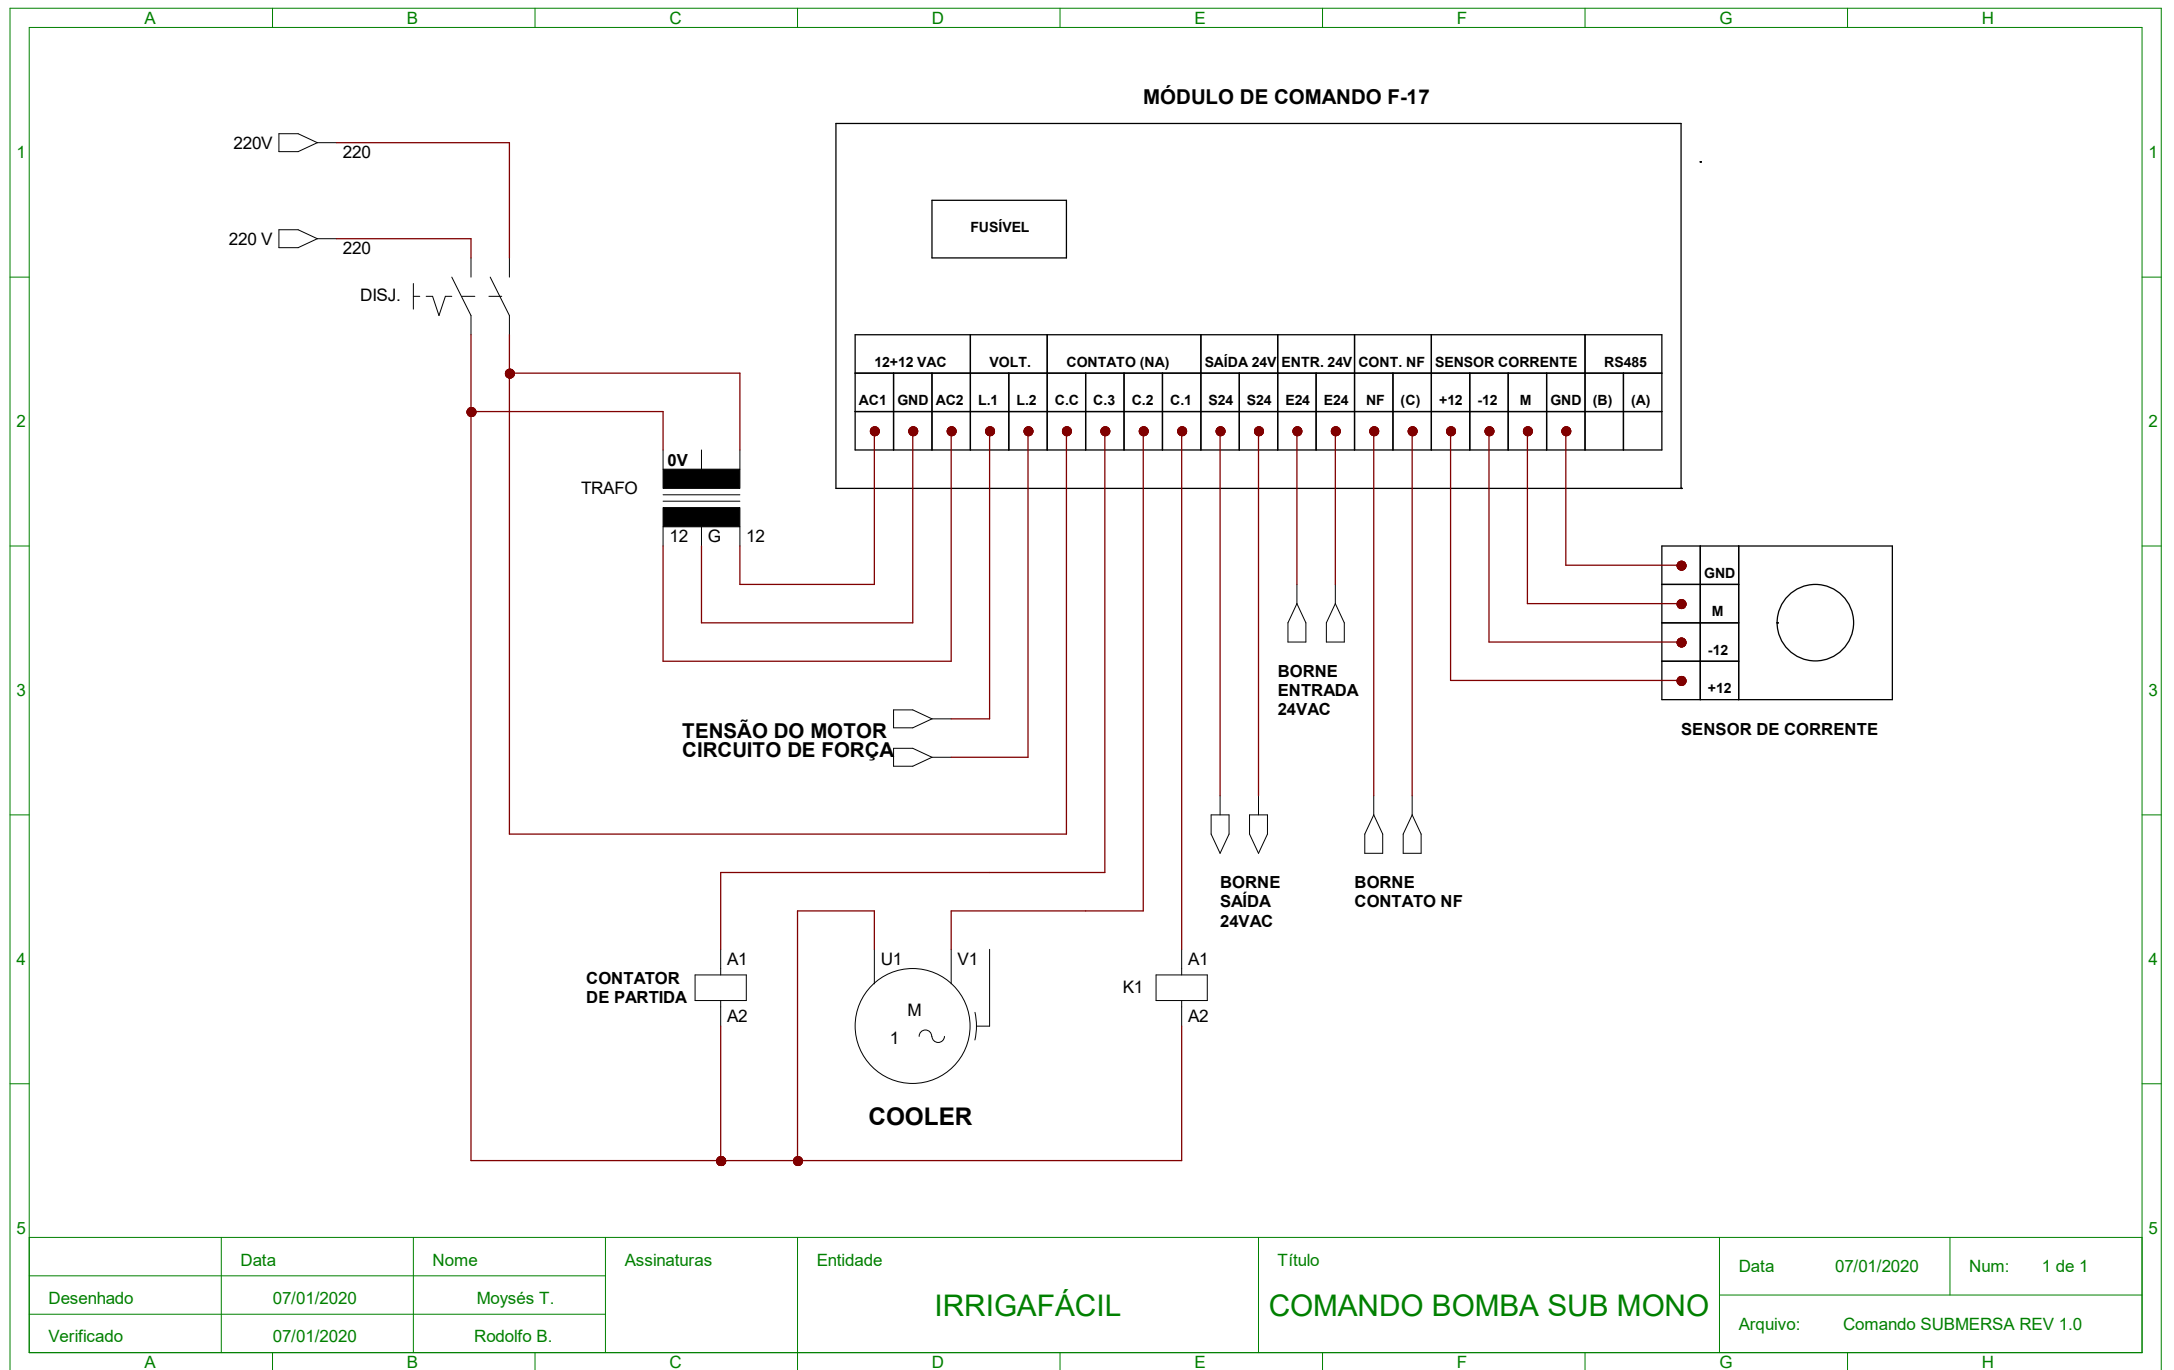 A B C D E F G H
MÓDULO DE COMANDO F-17
1 1
220V 220
FUSÍVEL
220 V 220
DISJ.
12+12 VAC VOLT. CONTATO (NA) SAÍDA 24V ENTR. 24V CONT. NF SENSOR CORRENTE RS485
AC1 GND AC2 L.1 L.2 C.C C.3 C.2 C.1 S24 S24 E24 E24 NF (C) +12 -12 M GND (B) (A)
2 2
0V
TRAFO
12 G 12
GND
M
-12
+12
SENSOR DE CORRENTE
BORNE
ENTRADA
24VAC
3 3
TENSÃO DO MOTOR
CIRCUITO DE FORÇA
BORNE
SAÍDA
24VAC
BORNE
CONTATO NF
4 4
A1
CONTATOR
DE PARTIDA
A2
U1 V1
M
1
COOLER
A1
K1
A2
5 5
Data Nome Assinaturas
Desenhado 07/01/2020 Moysés T.
Verificado 07/01/2020 Rodolfo B.
Entidade
IRRIGAFÁCIL
Título
COMANDO BOMBA SUB MONO
Data 07/01/2020 Num: 1 de 1
Arquivo: Comando SUBMERSA REV 1.0
A B C D E F G H